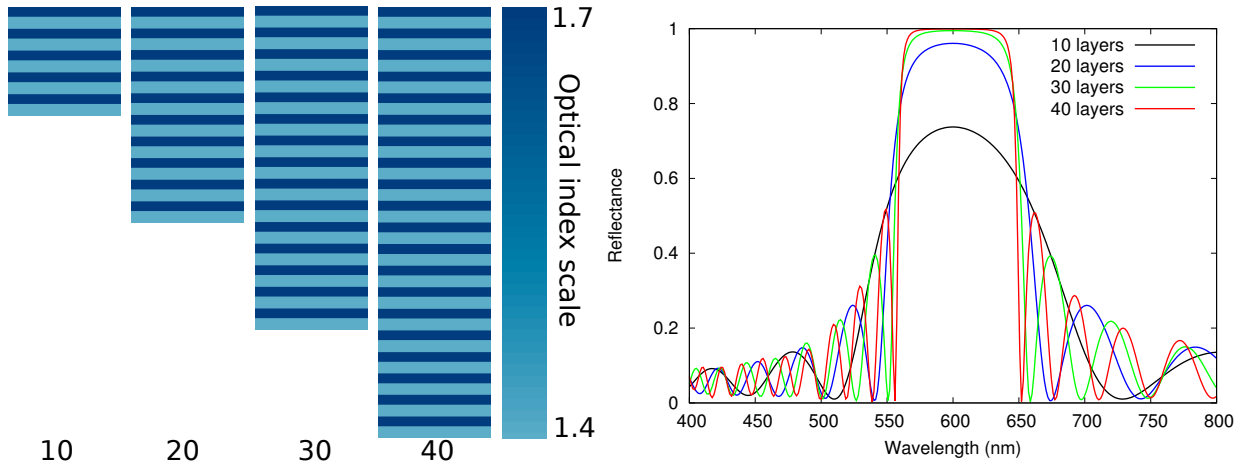 1.7
Optical index scale
1.4
10 20 30 40
Reflectance
1
0.8
0.6
0.4
0.2
0
10 layers
20 layers
30 layers
40 layers
400 450 500 550 600 650 700 750 800
Wavelength (nm)